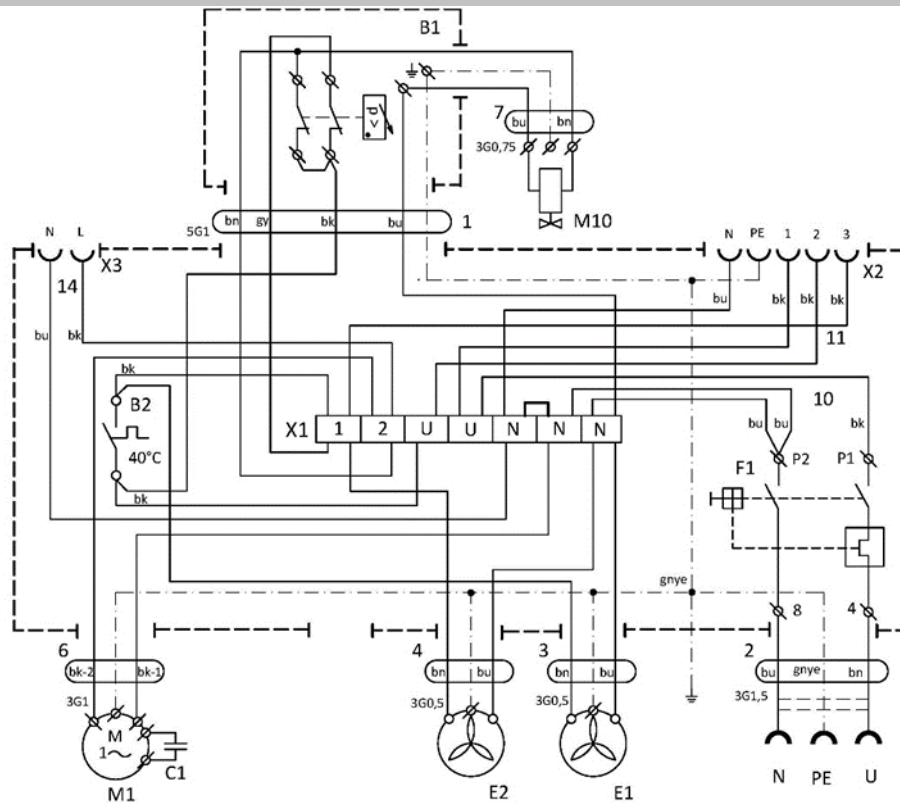 B1
7
bu bn
3G0,75
< d
M10
bn gy bk bu
5G1
1
N L
X3
14
N PE 1 2 3
X2
bu bk bk bk
11
bu bk
bk
B2
40°C
bk
X1 1 2 U U N N N
10
bu bu bk
F1 P2 P1
gnye
8 4
6 4 3 2
bk-2 bk-1
bn bu
bn bu
bu gnye bn
3G1
3G0,5
3G0,5
3G1,5
M
1~
C1
M1
E2
E1
N PE U